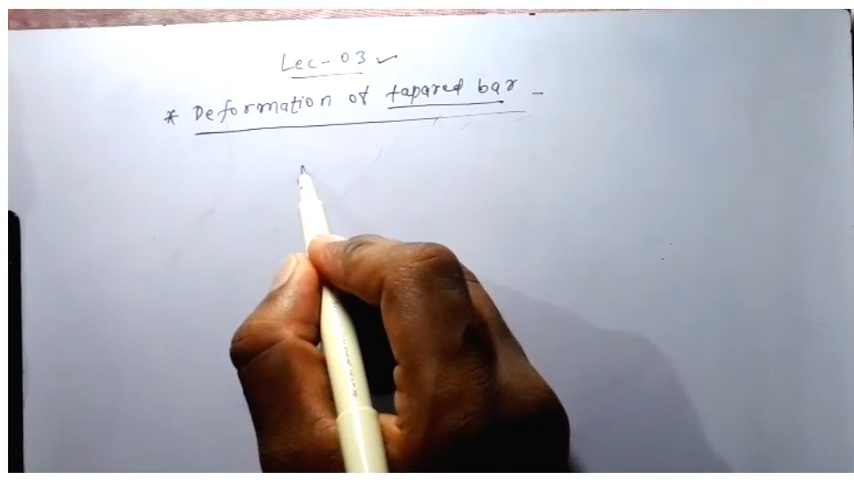 Lec-03 ✓
* Deformation of tapared bar -